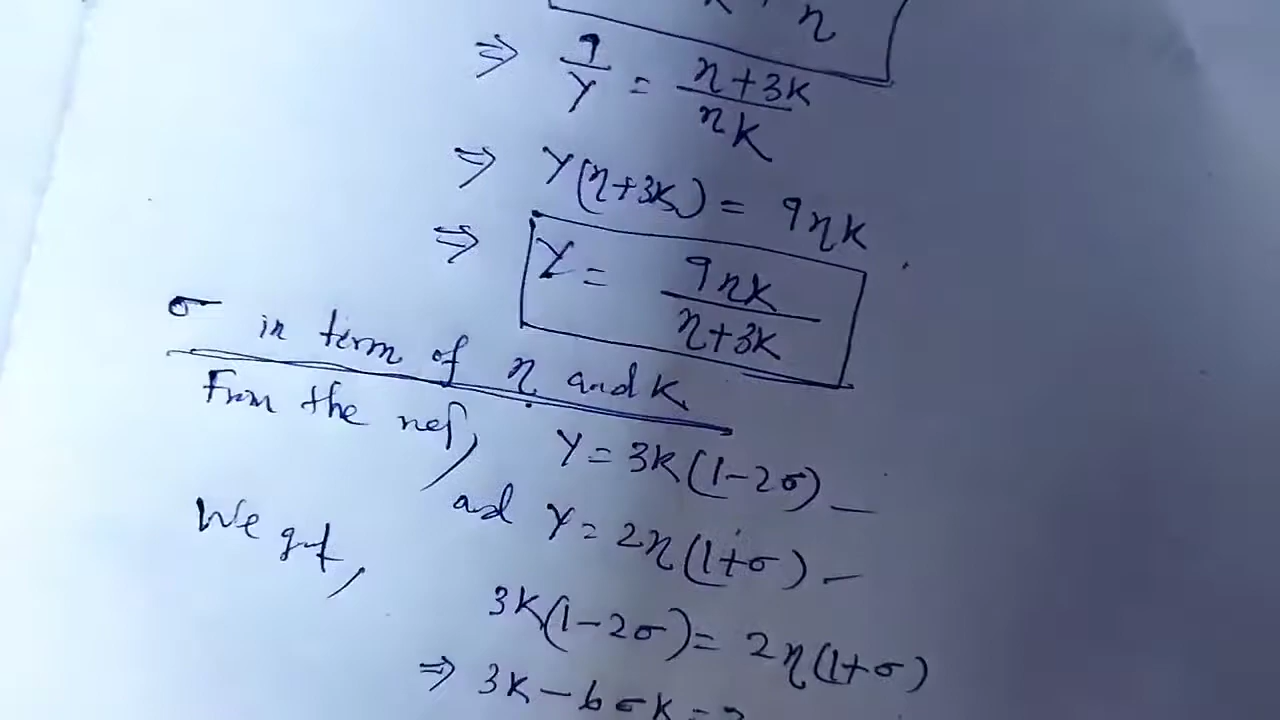 η
⇒ 9/Y = η+3K/ηK
⇒ Y(η+3K) = 9ηK
⇒ Y = 9ηK/η+3K
σ in term of η and K.
From the rel, Y = 3K(1-2σ) —
and Y = 2η(1+σ) —
We get,
3K(1-2σ) = 2η(1+σ)
⇒ 3K - 6σK =